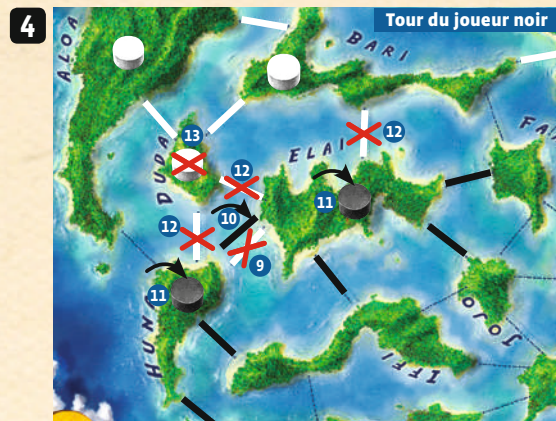 4
Tour du joueur noir
ALOA
BARI
FA
13
12
ELAI
DUDA
12
11
10
12
9
11
HUN
JOJO
IFFI